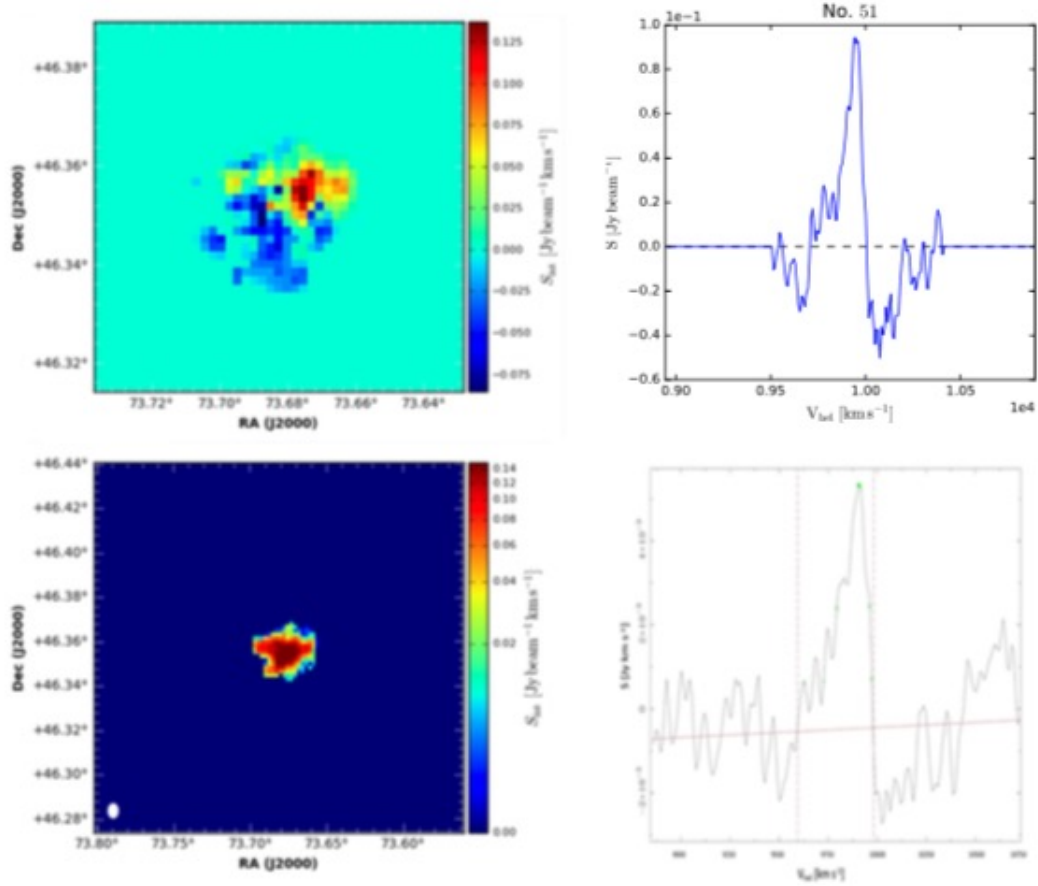 +46.38°
+46.36°
+46.34°
+46.32°
Dec (J2000)
73.72° 73.70° 73.68° 73.66° 73.64°
RA (J2000)
0.125
0.100
0.075
0.050
0.025
0.000
−0.025
−0.050
−0.075
S_int [Jy beam⁻¹ km s⁻¹]
No. 51
1e−1
1.0
0.8
0.6
0.4
0.2
0.0
−0.2
−0.4
−0.6
S [Jy beam⁻¹]
0.90 0.95 1.00 1.05
1e4
V_hel [km s⁻¹]
+46.44°
+46.42°
+46.40°
+46.38°
+46.36°
+46.34°
+46.32°
+46.30°
+46.28°
Dec (J2000)
73.80° 73.75° 73.70° 73.65° 73.60°
RA (J2000)
0.14
0.12
0.10
0.08
0.06
0.04
0.02
0.00
S_int [Jy beam⁻¹ km s⁻¹]
S [Jy km s⁻¹]
0